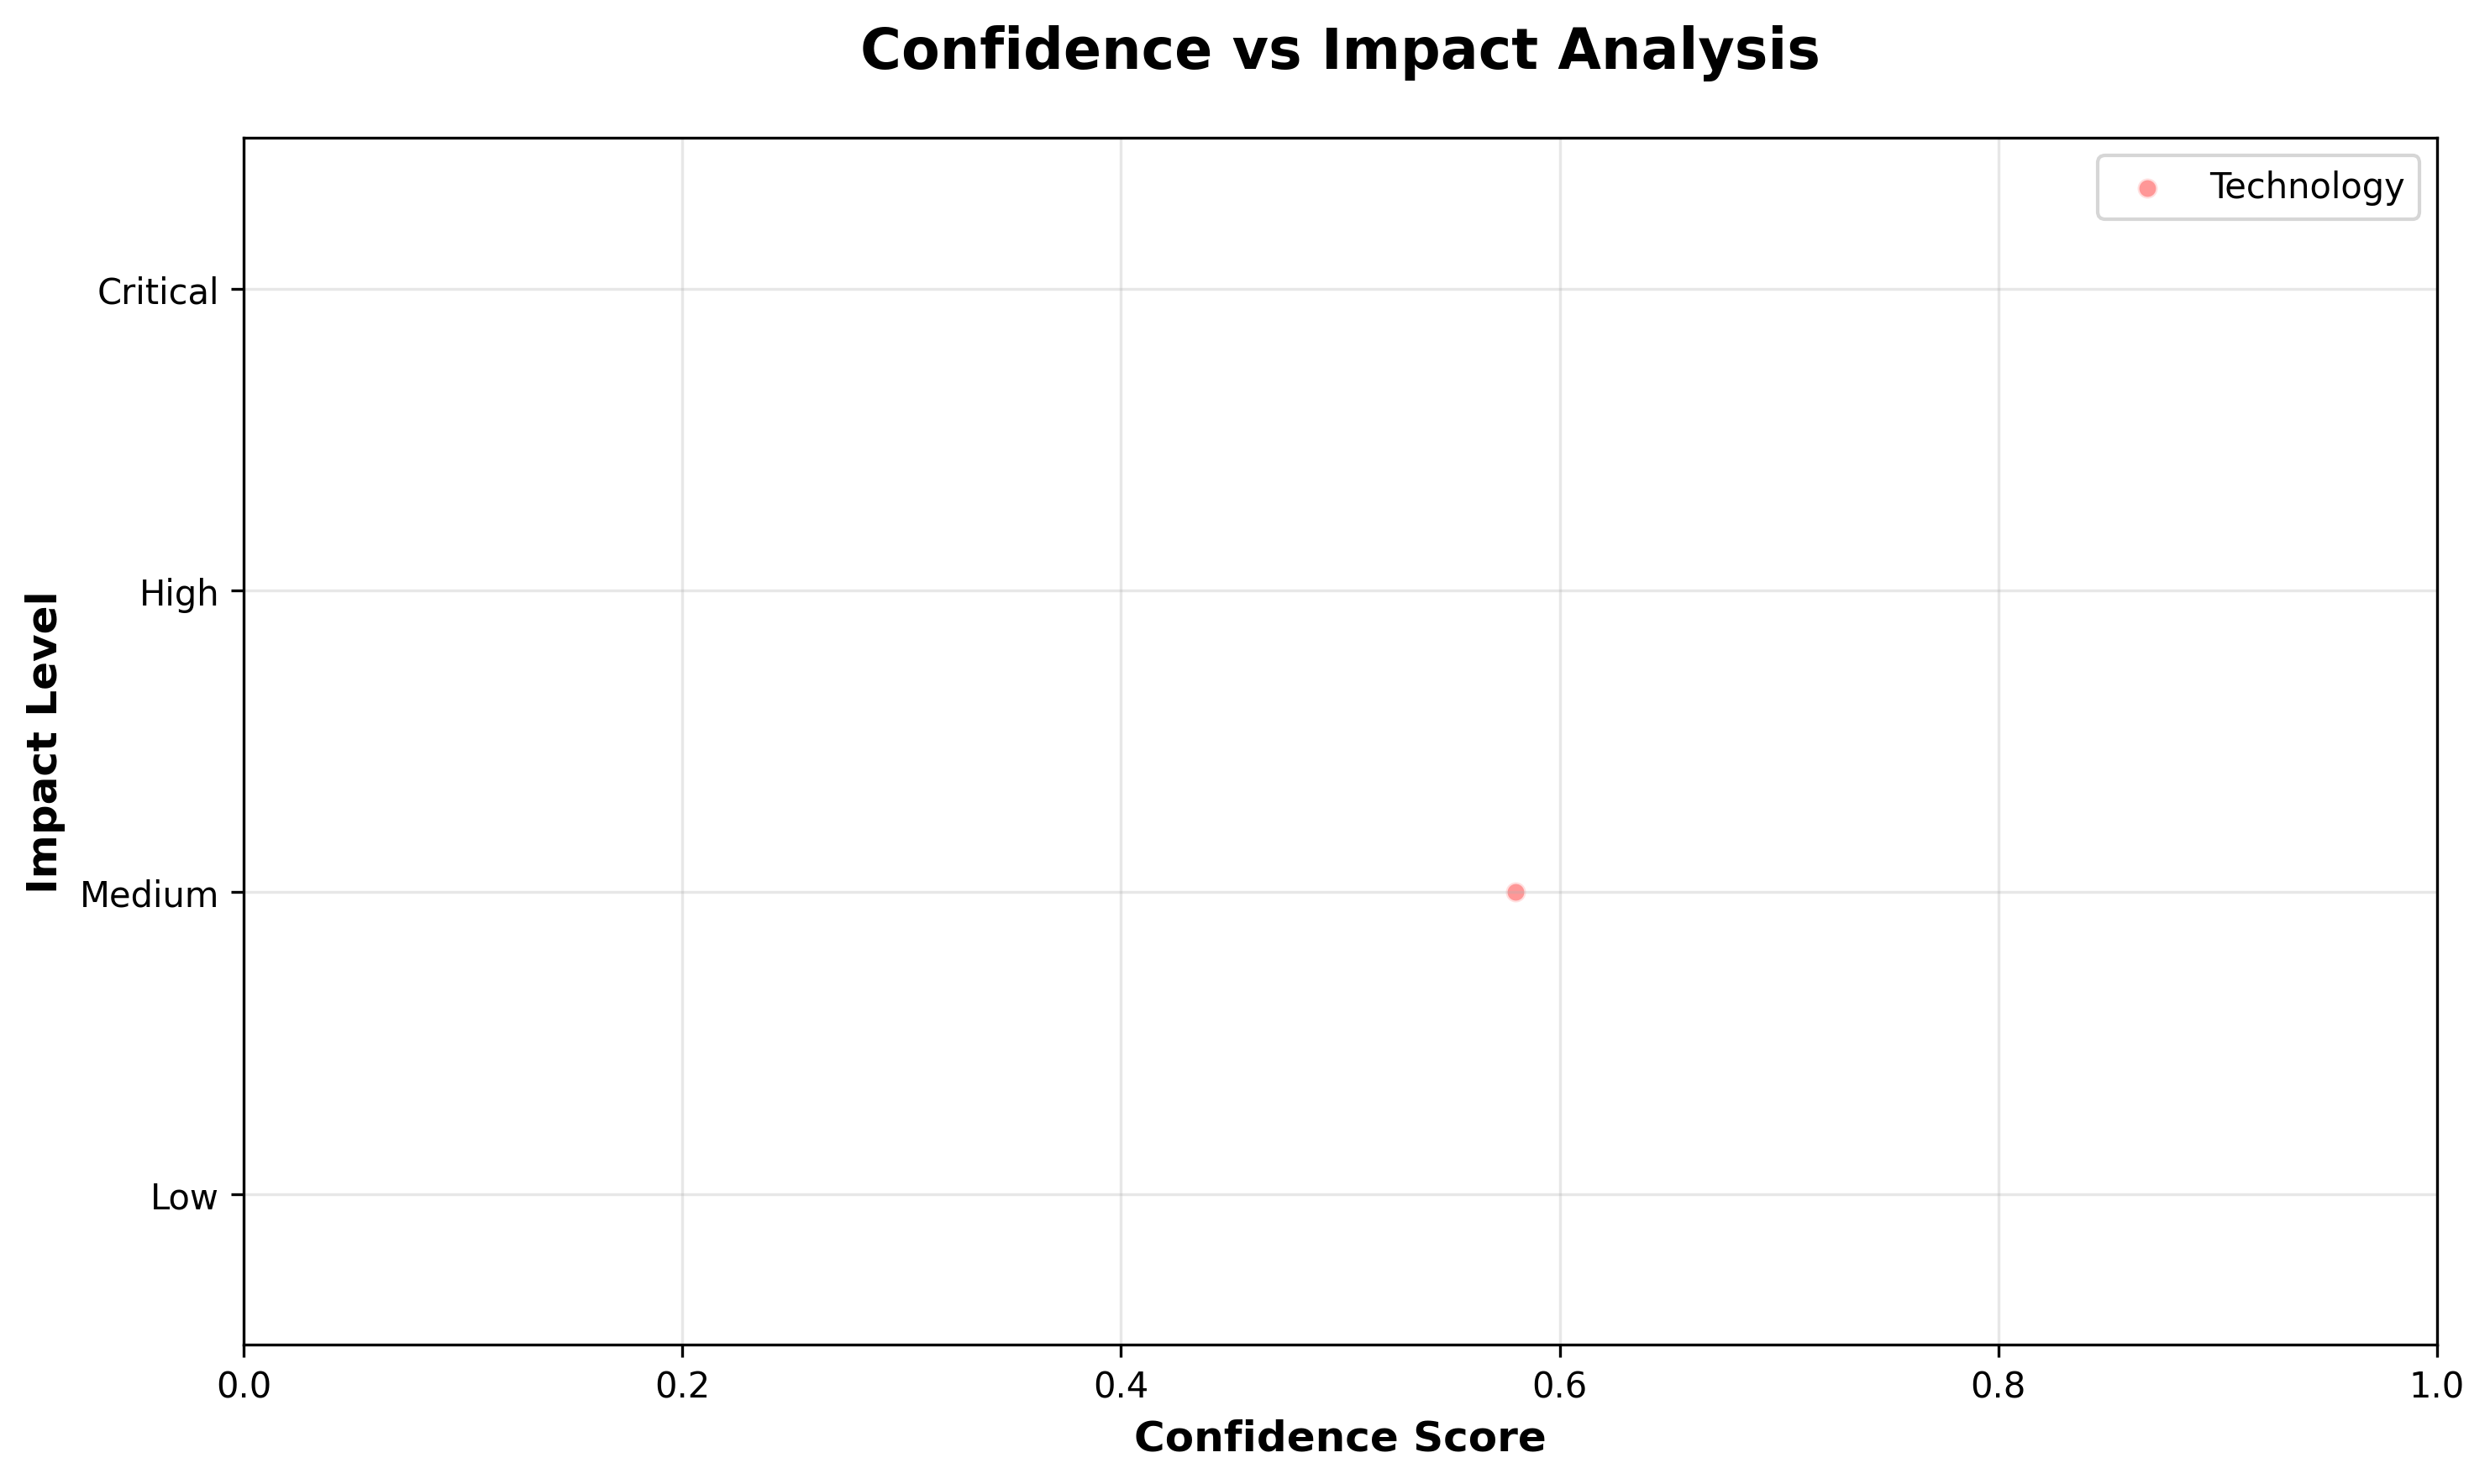 Confidence vs Impact Analysis
Technology
Critical
High
Medium
Low
Impact Level
0.0 0.2 0.4 0.6 0.8 1.0
Confidence Score